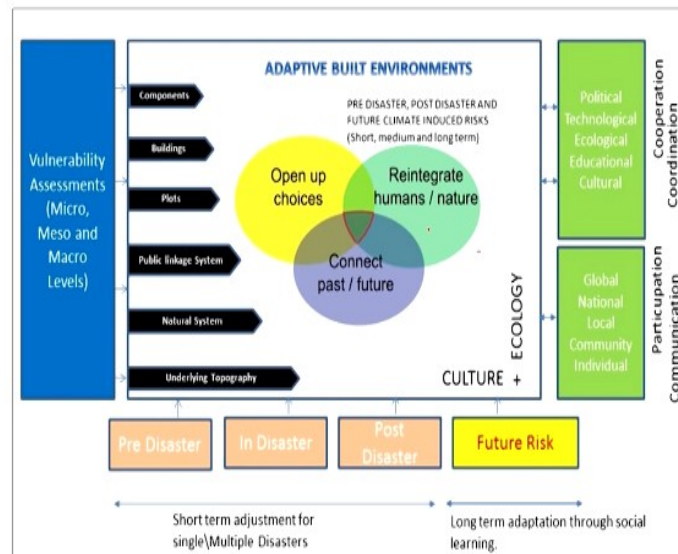 ADAPTIVE BUILT ENVIRONMENTS
PRE DISASTER, POST DISASTER AND
FUTURE CLIMATE INDUCED RISKS
(Short, medium and long term)
Vulnerability
Assessments
(Micro,
Meso and
Macro
Levels)
Components
Buildings
Plots
Public linkage System
Natural System
Underlying Topography
Open up
choices
Reintegrate
humans / nature
Connect
past / future
CULTURE + ECOLOGY
Political
Technological
Ecological
Educational
Cultural
Cooperation
Coordination
Global
National
Local
Community
Individual
Particupation
Communication
Pre Disaster
In Disaster
Post
Disaster
Future Risk
Short term adjustment for
single\Multiple Disasters
Long term adaptation through social
learning.